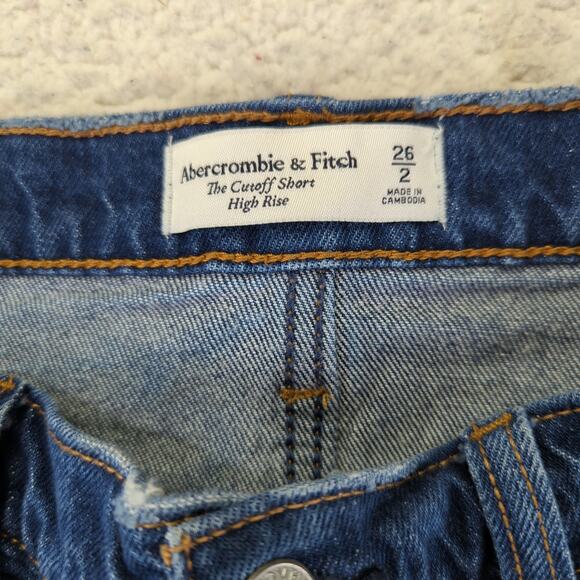 Abercrombie & Fitch
The Cutoff Short
High Rise
26
2
MADE IN
CAMBODIA